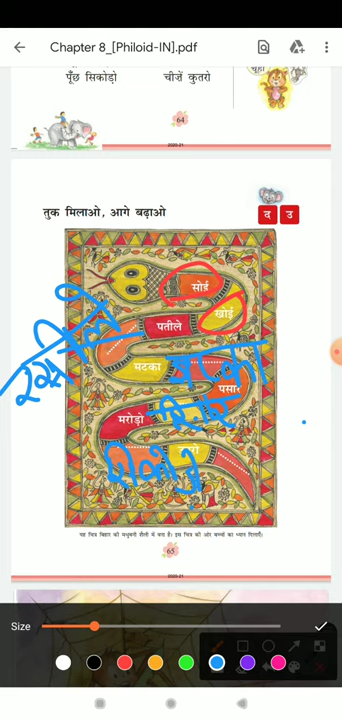 Chapter 8_[Philoid-IN].pdf
पूँछ सिकोड़ो चीजें कुतरो
चूहा
64
2020-21
तुक मिलाओ, आगे बढ़ाओ
द उ
सोई
खोई
पतीले
रसीले
मटका
पसार
मरोड़ो
यह चित्र बिहार की मधुबनी शैली में बना है। इस चित्र की ओर बच्चों का ध्यान दिलाएँ।
65
2020-21
Size